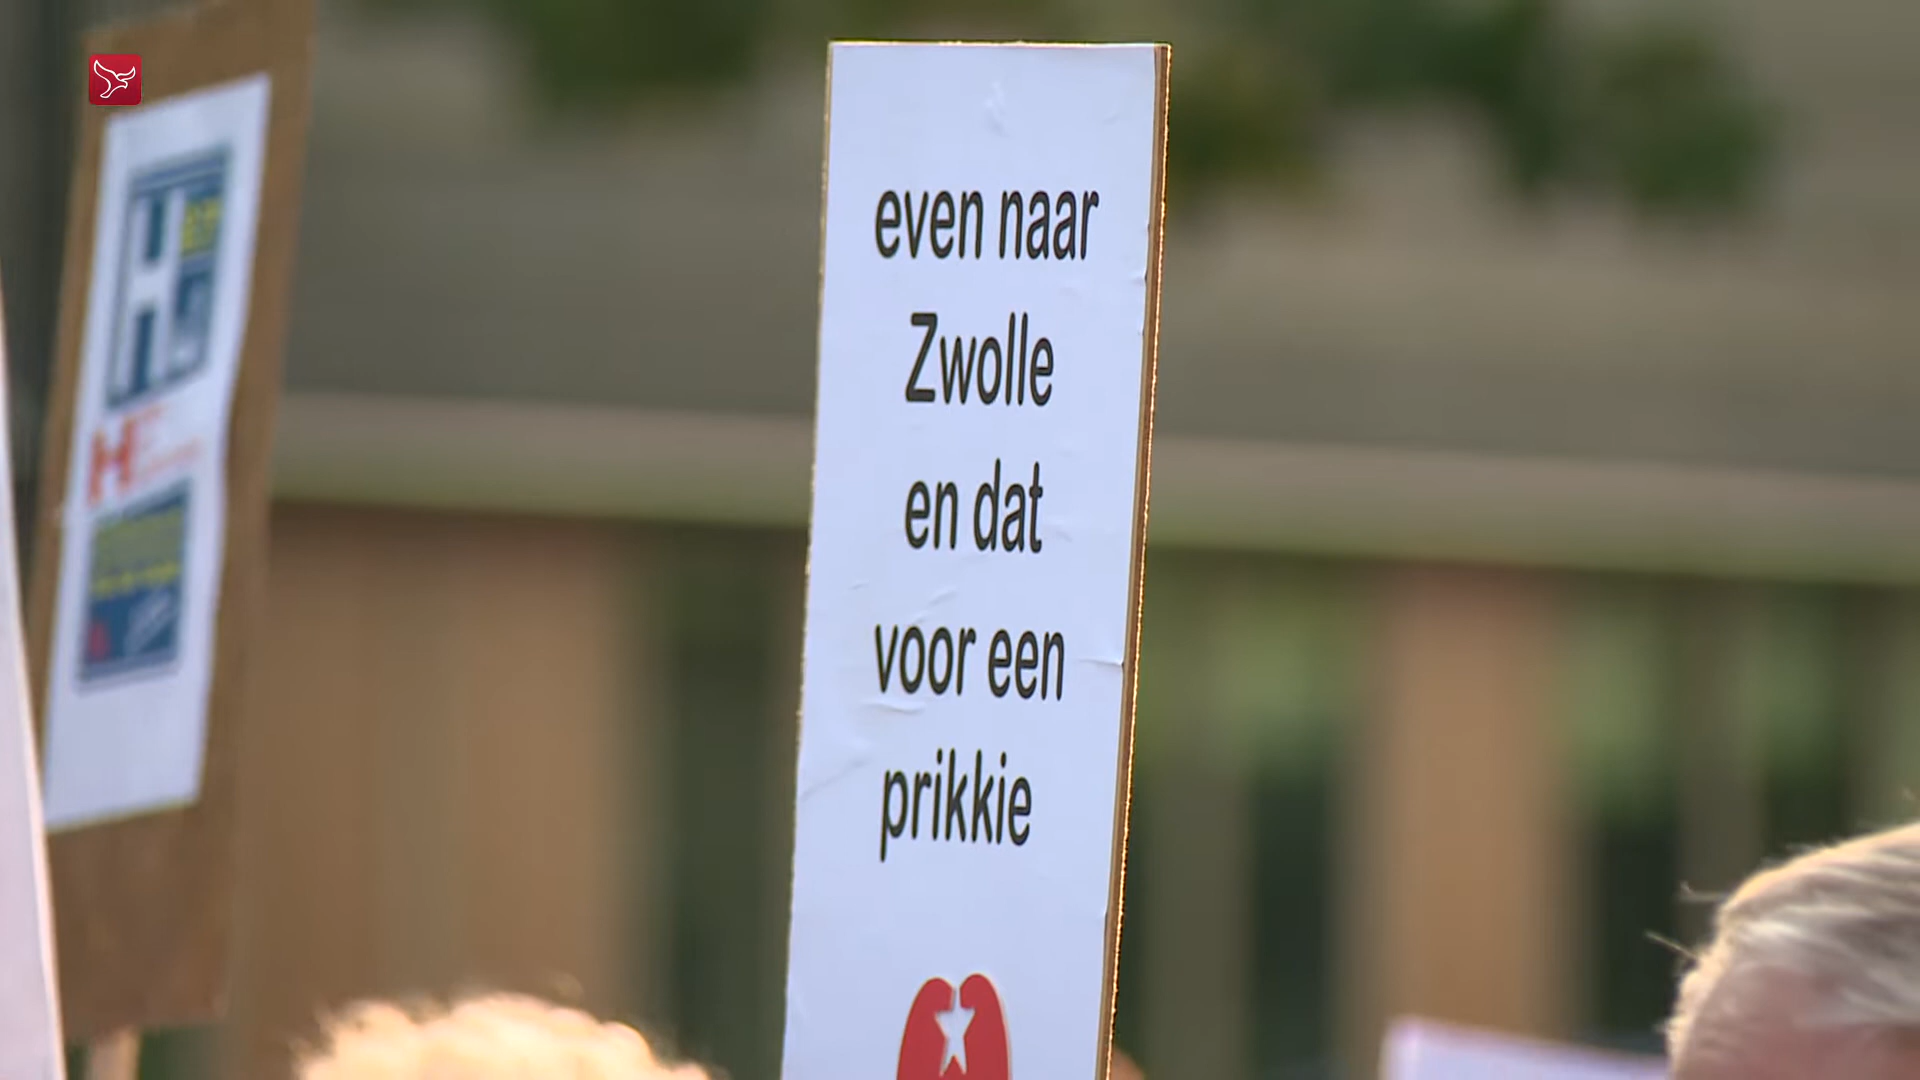 even naar
Zwolle
en dat
voor een
prikkie